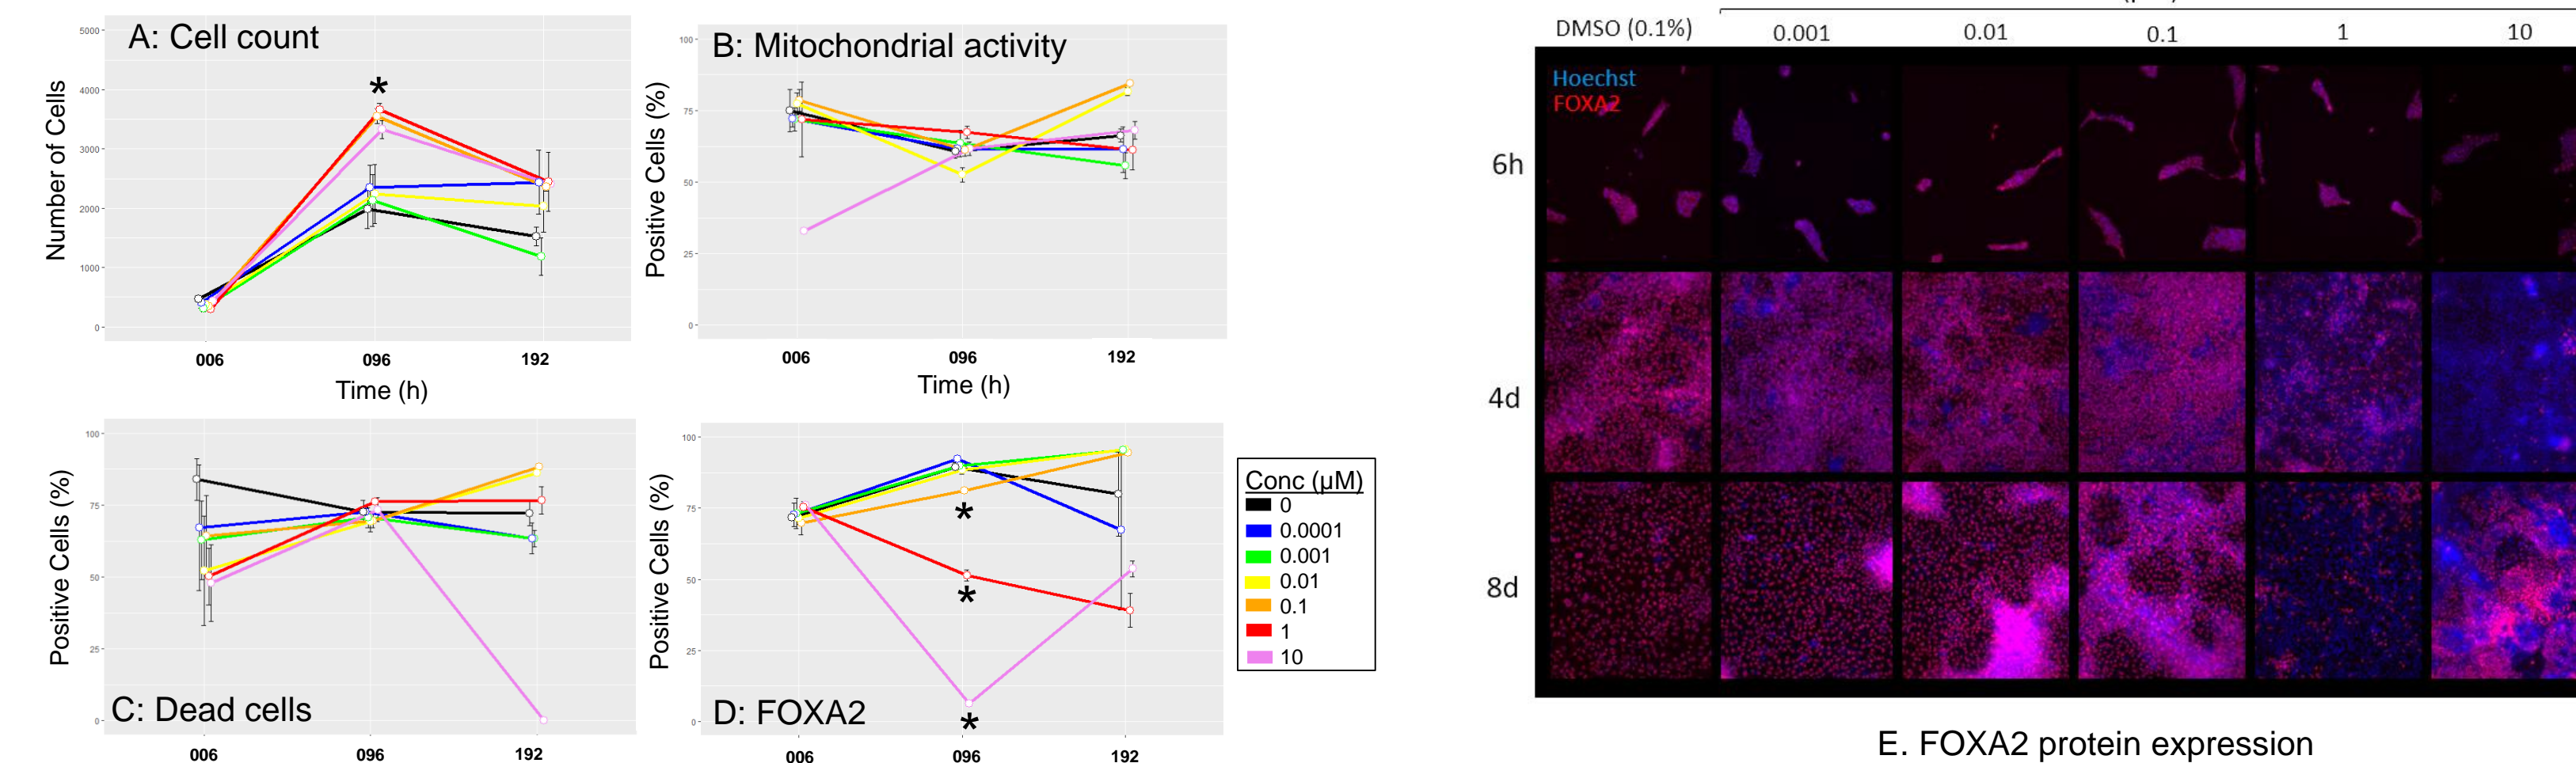 A: Cell count
5000
4000
3000
2000
1000
0
Number of Cells
*
006 096 192
Time (h)
B: Mitochondrial activity
100
75
50
25
0
Positive Cells (%)
006 096 192
Time (h)
100
75
50
25
0
Positive Cells (%)
C: Dead cells
006 096 192
100
75
50
25
0
Positive Cells (%)
*
*
*
D: FOXA2
006 096 192
Conc (µM)
0
0.0001
0.001
0.01
0.1
1
10
DMSO (0.1%) 0.001 0.01 0.1 1 10
Hoechst
FOXA2
6h
4d
8d
E. FOXA2 protein expression